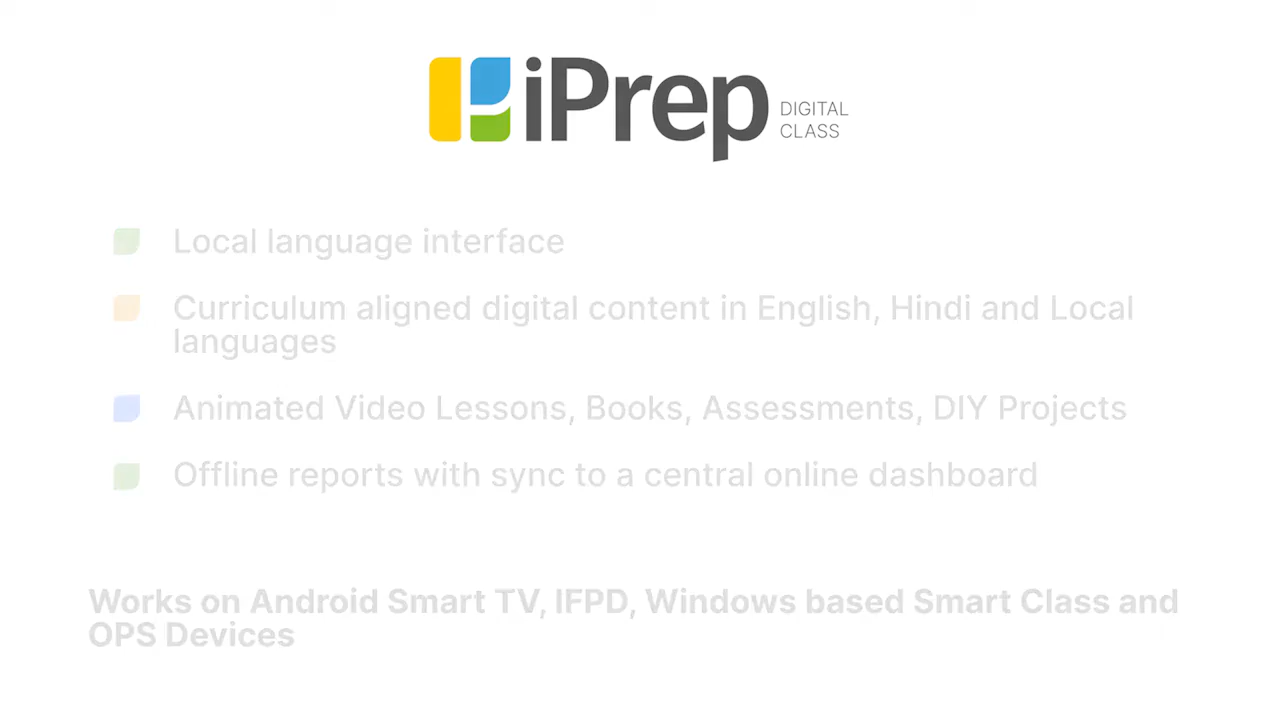 iPrep
DIGITAL
CLASS
Local language interface
Curriculum aligned digital content in English, Hindi and Local
languages
Animated Video Lessons, Books, Assessments, DIY Projects
Offline reports with sync to a central online dashboard
Works on Android Smart TV, IFPD, Windows based Smart Class and
OPS Devices